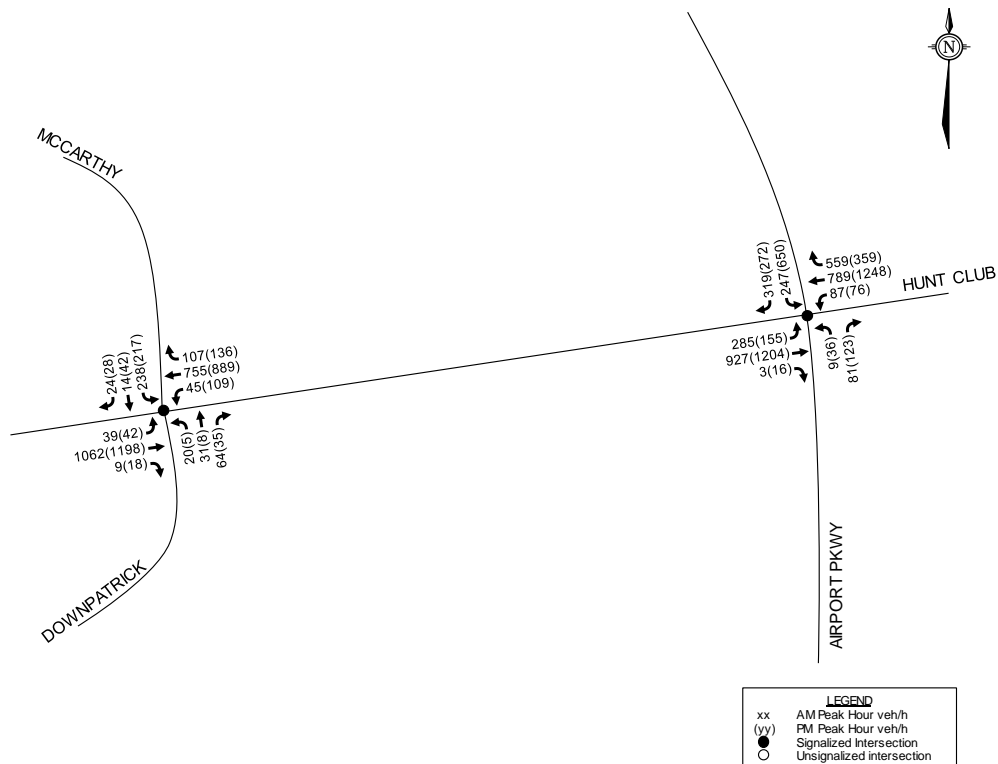 N
MCCARTHY
24(28)
14(42)
238(217)
107(136)
755(889)
45(109)
39(42)
1062(1198)
9(18)
20(5)
31(8)
64(35)
DOWNPATRICK
319(272)
247(650)
559(359)
789(1248)
87(76)
HUNT CLUB
285(155)
927(1204)
3(16)
9(36)
81(123)
AIRPORT PKWY
LEGEND
xx AM Peak Hour veh/h
(yy) PM Peak Hour veh/h
Signalized Intersection
Unsignalized intersection